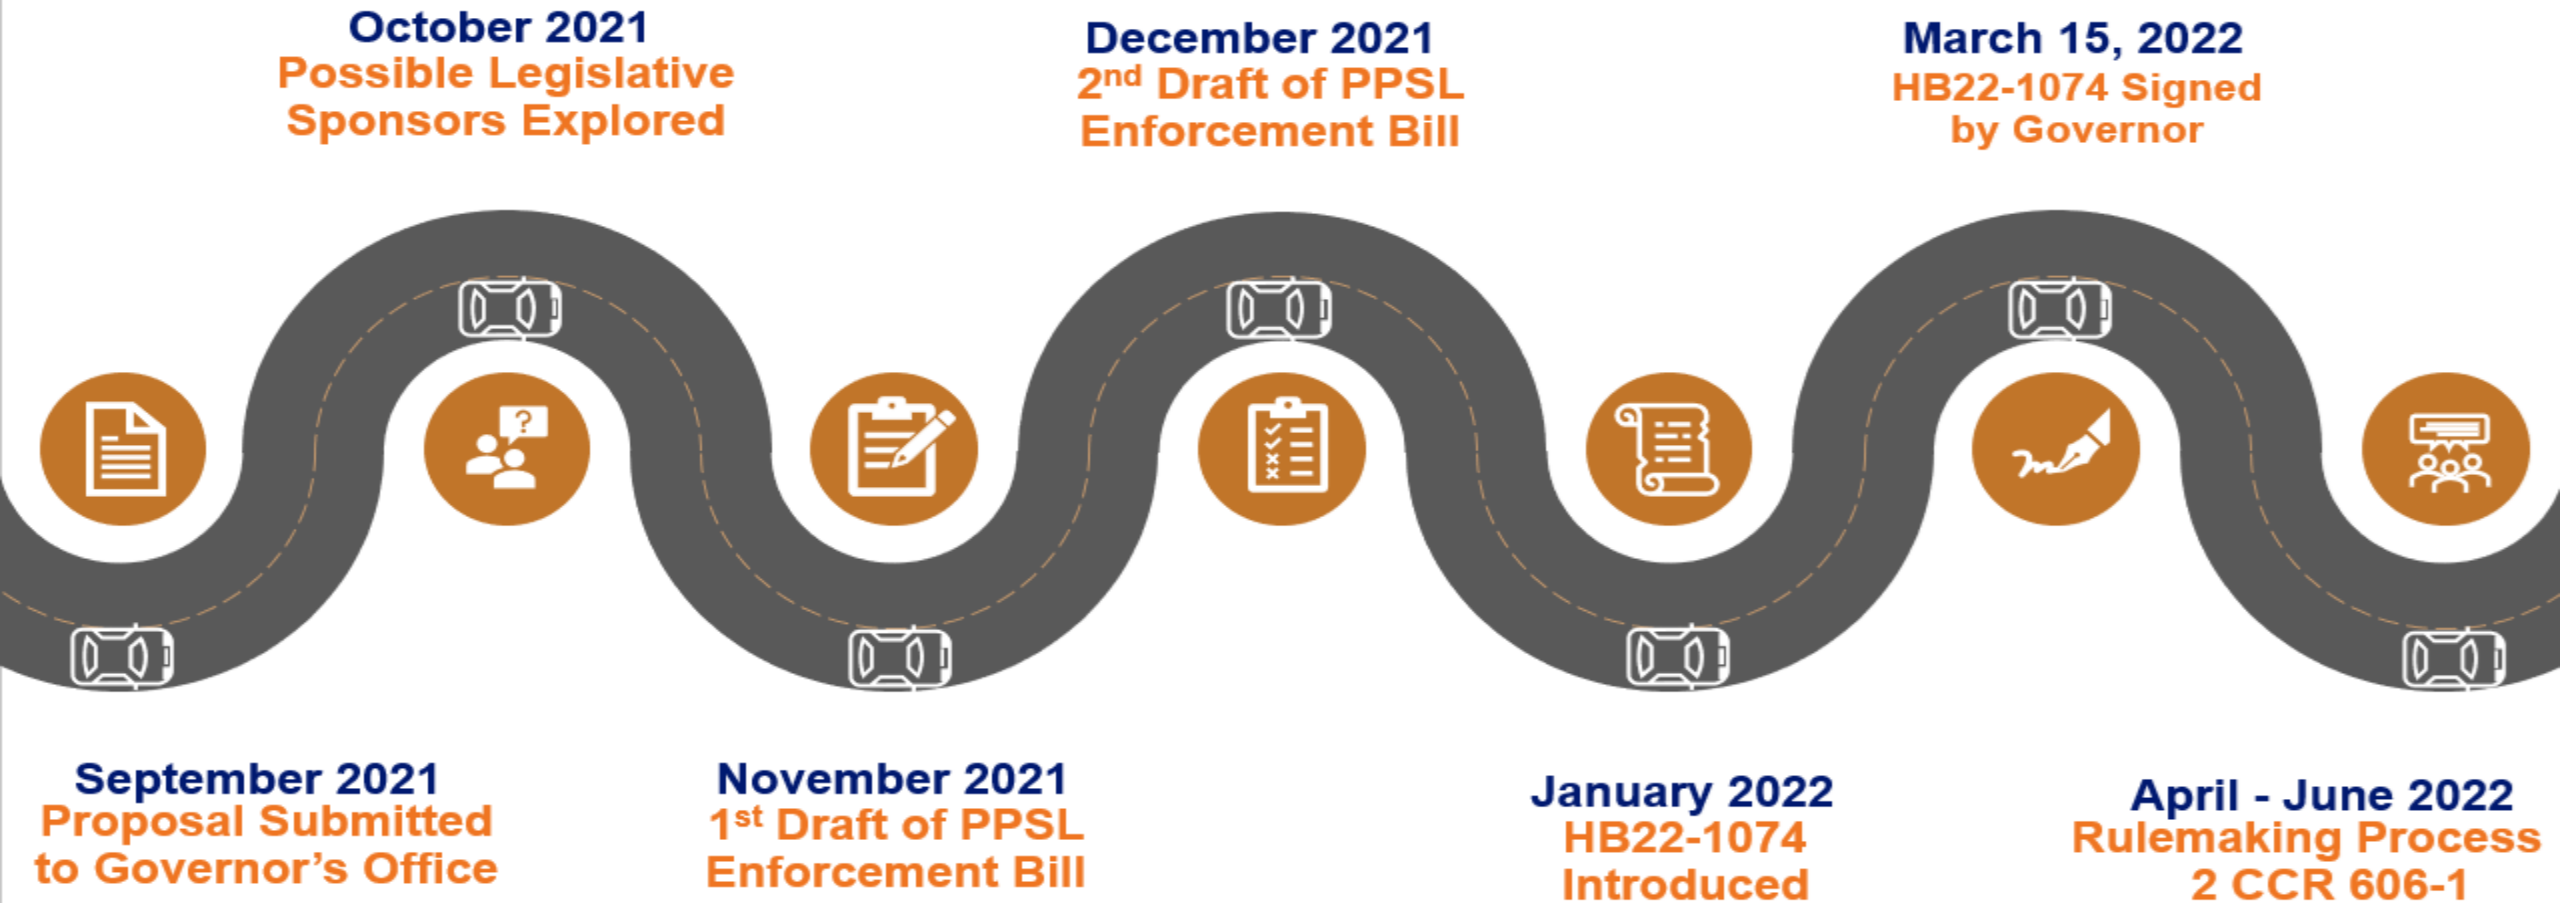 October 2021
Possible Legislative
Sponsors Explored
December 2021
2nd Draft of PPSL
Enforcement Bill
March 15, 2022
HB22-1074 Signed
by Governor
?
September 2021
Proposal Submitted
to Governor’s Office
November 2021
1st Draft of PPSL
Enforcement Bill
January 2022
HB22-1074
Introduced
April - June 2022
Rulemaking Process
2 CCR 606-1